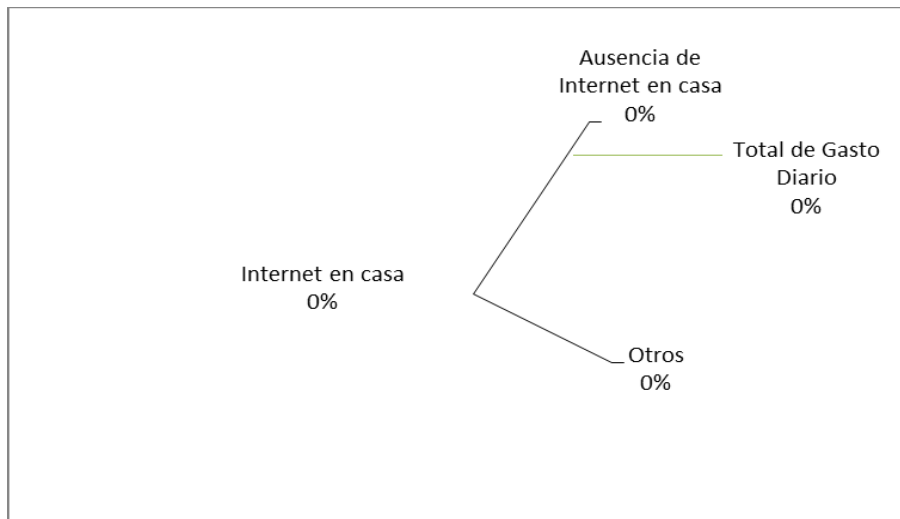 Ausencia de
Internet en casa
0%
Total de Gasto
Diario
0%
Internet en casa
0%
Otros
0%